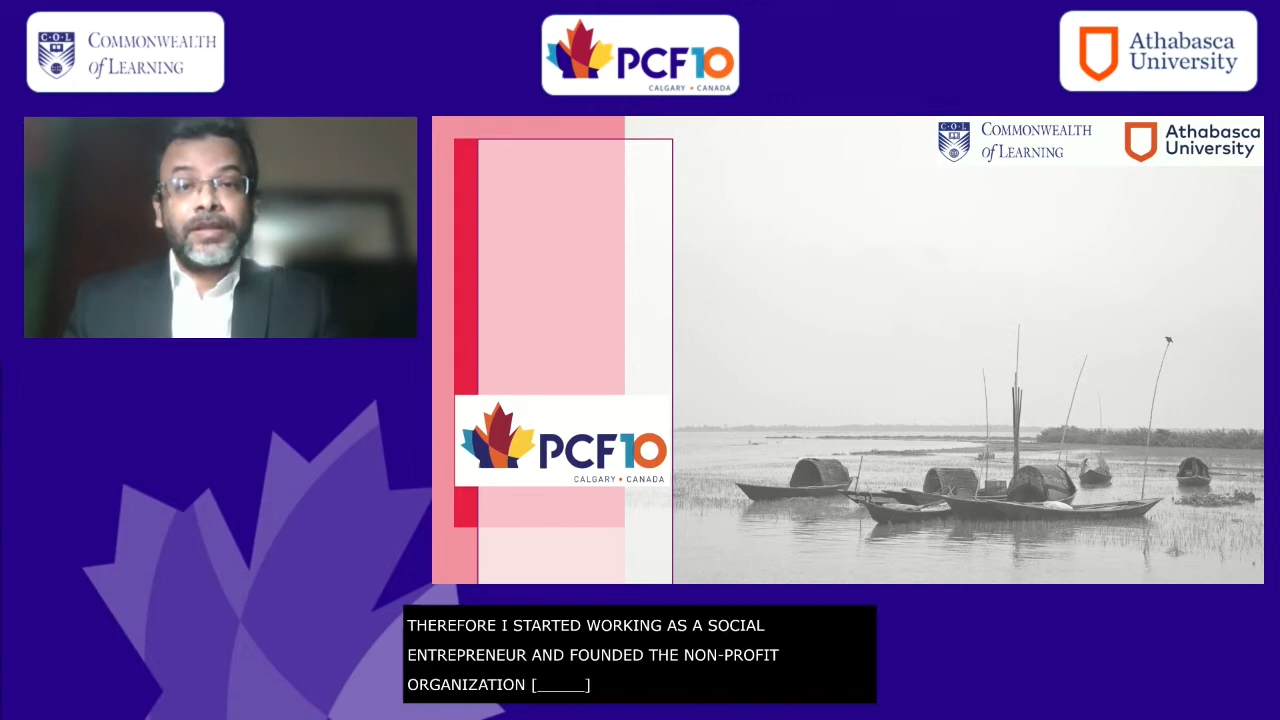 C·O·L
COMMONWEALTH
of LEARNING
PCF10
CALGARY • CANADA
Athabasca
University
C·O·L
COMMONWEALTH
of LEARNING
Athabasca
University
PCF10
CALGARY • CANADA
THEREFORE I STARTED WORKING AS A SOCIAL
ENTREPRENEUR AND FOUNDED THE NON-PROFIT
ORGANIZATION [______]